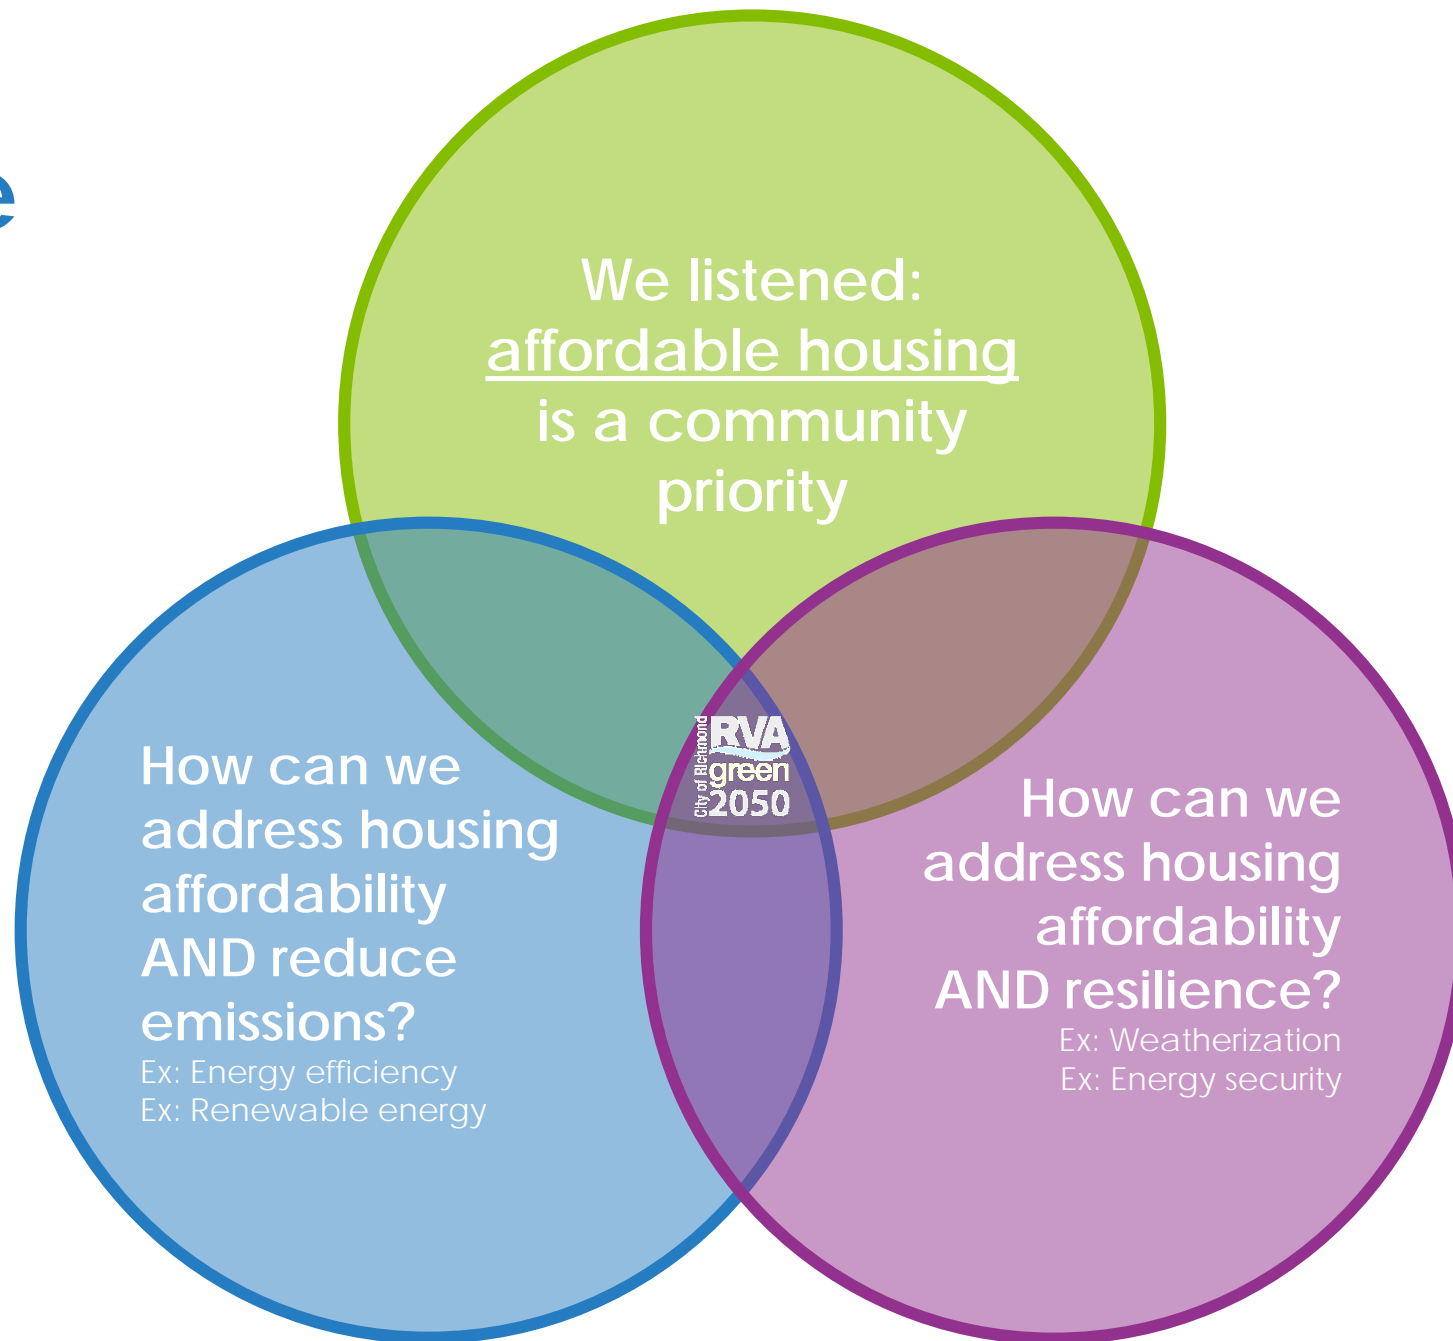 e
We listened:
affordable housing
is a community
priority
City of Richmond
RVA
green
2050
How can we
address housing
affordability
AND reduce
emissions?
Ex: Energy efficiency
Ex: Renewable energy
How can we
address housing
affordability
AND resilience?
Ex: Weatherization
Ex: Energy security